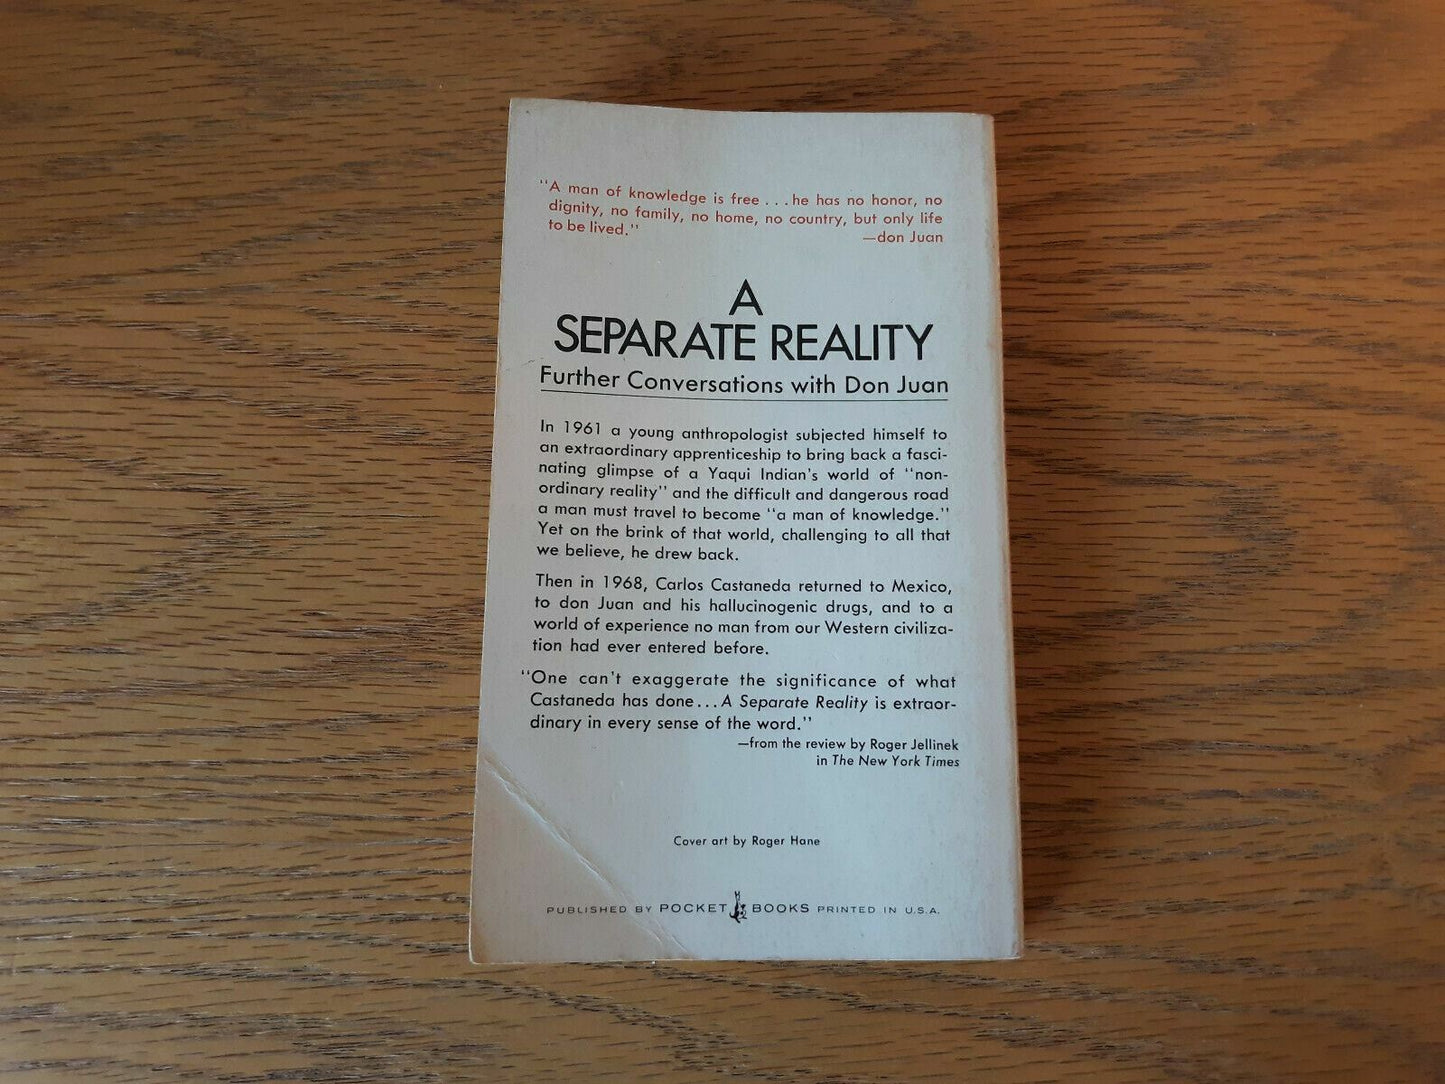 "A man of knowledge is free . . . he has no honor, no
dignity, no family, no home, no country, but only life
to be lived."
—don Juan
A
SEPARATE REALITY
Further Conversations with Don Juan
In 1961 a young anthropologist subjected himself to
an extraordinary apprenticeship to bring back a fasci-
nating glimpse of a Yaqui Indian's world of "non-
ordinary reality" and the difficult and dangerous road
a man must travel to become "a man of knowledge."
Yet on the brink of that world, challenging to all that
we believe, he drew back.
Then in 1968, Carlos Castaneda returned to Mexico,
to don Juan and his hallucinogenic drugs, and to a
world of experience no man from our Western civiliza-
tion had ever entered before.
"One can't exaggerate the significance of what
Castaneda has done . . . A Separate Reality is extraor-
dinary in every sense of the word."
—from the review by Roger Jellinek
in The New York Times
Cover art by Roger Hane
PUBLISHED BY POCKET BOOKS PRINTED IN U.S.A.